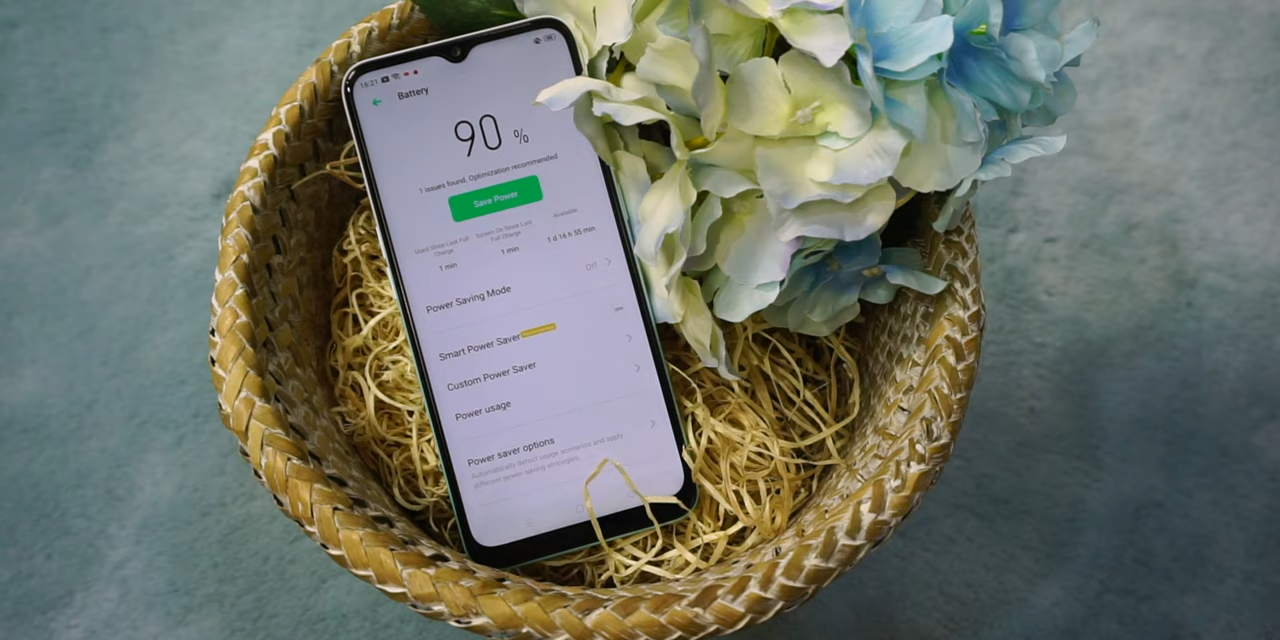 16:21
Battery
90 %
1 issues found. Optimization recommended
Save Power
Used Since Last Full Charge
Screen On Since Last Full Charge
Available
1 min
1 min
1 d 16 h 55 min
Power Saving Mode
Off
Smart Power Saver
Custom Power Saver
Power usage
Power saver options
Automatically detect usage scenarios and apply
different power saving strategies.